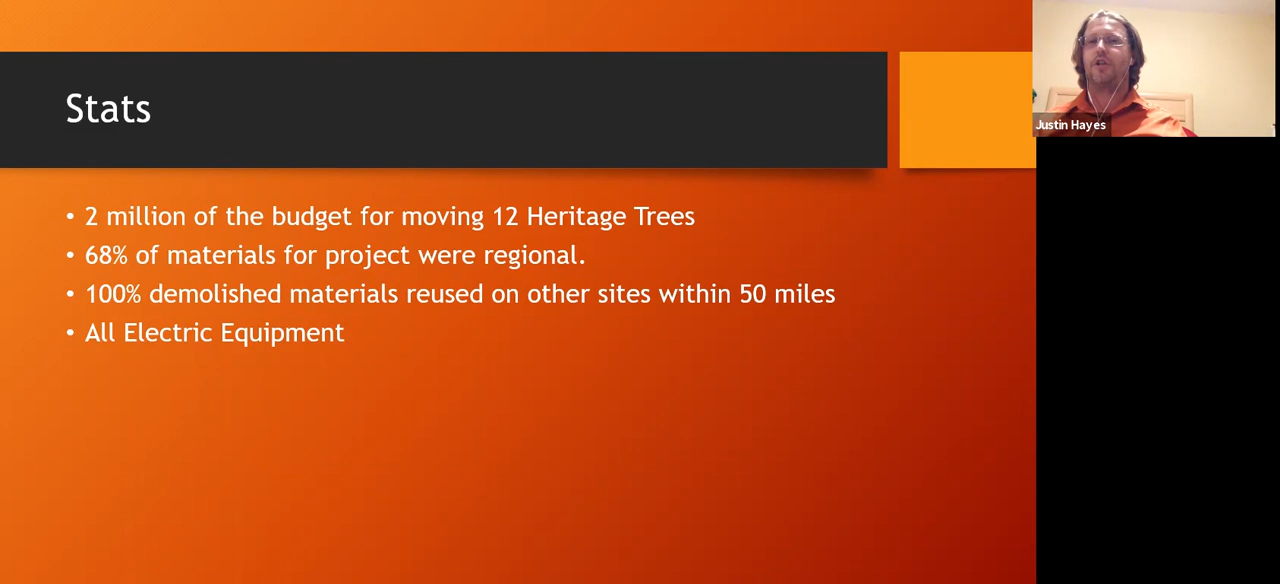 Stats
• 2 million of the budget for moving 12 Heritage Trees
• 68% of materials for project were regional.
• 100% demolished materials reused on other sites within 50 miles
• All Electric Equipment
Justin Hayes